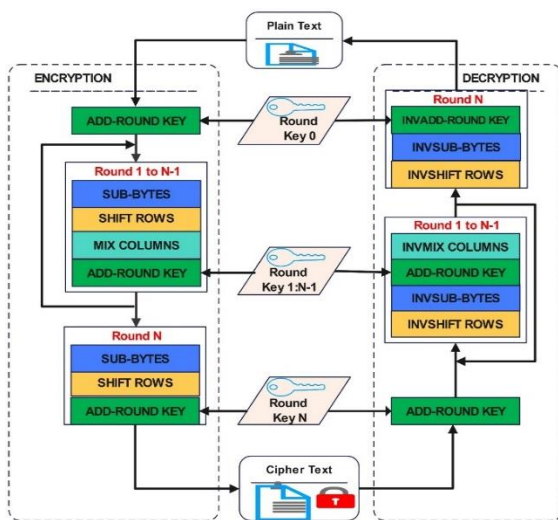 Plain Text
ENCRYPTION
ADD-ROUND KEY
Round 1 to N-1
SUB-BYTES
SHIFT ROWS
MIX COLUMNS
ADD-ROUND KEY
Round N
SUB-BYTES
SHIFT ROWS
ADD-ROUND KEY
Round
Key 0
Round
Key 1:N-1
Round
Key N
Cipher Text
DECRYPTION
Round N
INVADD-ROUND KEY
INVSUB-BYTES
INVSHIFT ROWS
Round 1 to N-1
INVMIX COLUMNS
ADD-ROUND KEY
INVSUB-BYTES
INVSHIFT ROWS
ADD-ROUND KEY